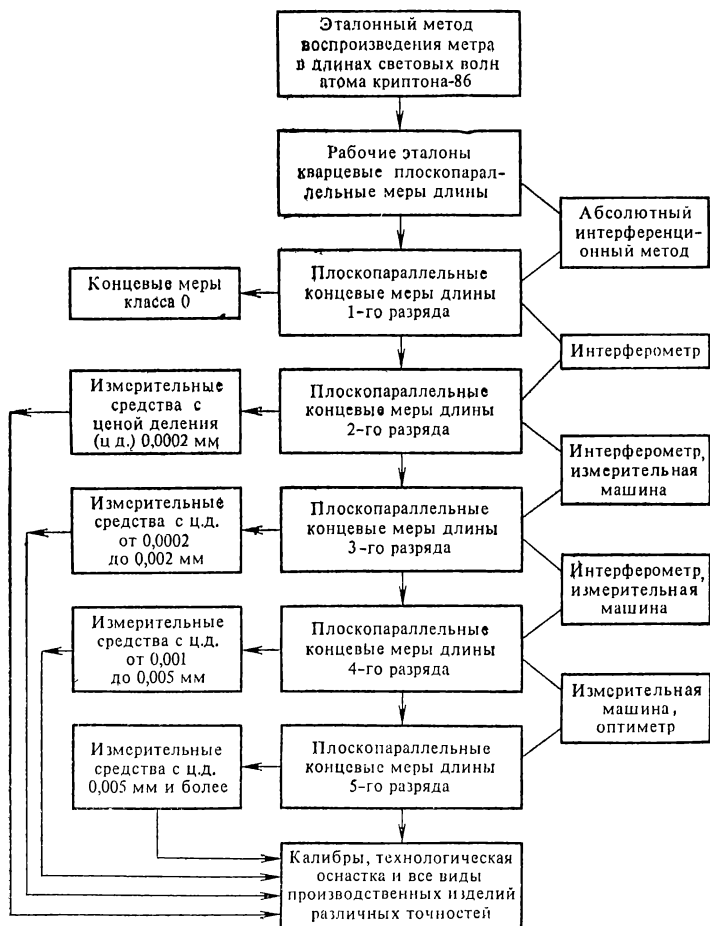 Эталонный метод
воспроизведения метра
в длинах световых волн
атома криптона-86
Рабочие эталоны
кварцевые плоскопарал-
лельные меры длины
Абсолютный
интерференци-
онный метод
Концевые меры
класса 0
Плоскопараллельные
концевые меры длины
1-го разряда
Интерферометр
Измерительные
средства с
ценой деления
(ц д.) 0,0002 мм
Плоскопараллельные
концевые меры длины
2-го разряда
Интерферометр,
измерительная
машина
Измерительные
средства с ц.д.
от 0,0002
до 0,002 мм
Плоскопараллельные
концевые меры длины
3-го разряда
Интерферометр,
измерительная
машина
Измерительные
средства с ц.д.
от 0,001
до 0,005 мм
Плоскопараллельные
концевые меры длины
4-го разряда
Измерительная
машина,
оптиметр
Измерительные
средства с ц.д.
0,005 мм и более
Плоскопараллельные
концевые меры длины
5-го разряда
Калибры, технологическая
оснастка и все виды
производственных изделий
различных точностей